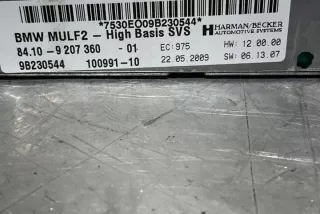 *7530EO09B230544*
BMW MULF2 - High Basis SVS
HARMAN/BECKER
AUTOMOTIVE SYSTEMS
84.10-9 207 360 -01 EC:975 HW: 12.00.00
9B230544 100991-10 22.05.2009 SW: 06.13.07